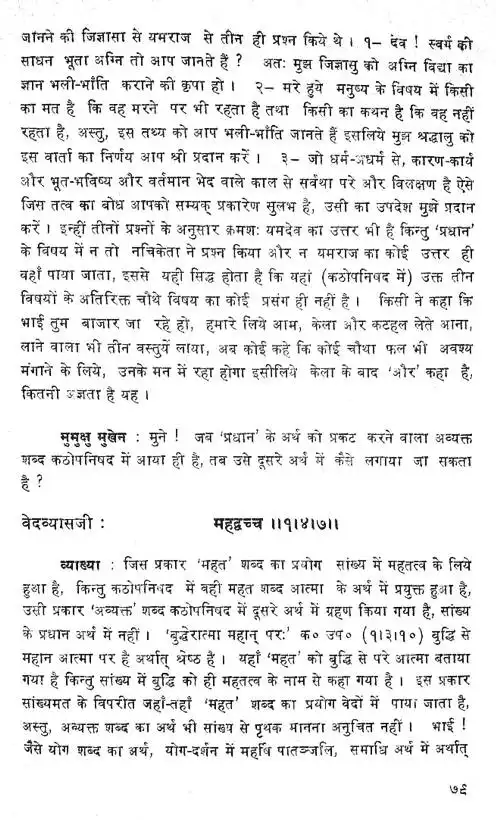 जानने की जिज्ञासा से यमराज से तीन ही प्रश्न किये थे । १– देव ! स्वर्ग की
साधन भूता अग्नि तो आप जानते हैं ? अतः मुझ जिज्ञासु को अग्नि विद्या का
ज्ञान भली-भाँति कराने की कृपा हो । २– मरे हुये मनुष्य के विषय में किसी
का मत है कि वह मरने पर भी रहता है तथा किसी का कथन है कि वह नहीं
रहता है, अस्तु, इस तथ्य को आप भली-भाँति जानते हैं इसलिये मुझ श्रद्धालु को
इस वार्ता का निर्णय आप श्री प्रदान करें । ३– जो धर्म-अधर्म से, कारण-कार्य
और भूत-भविष्य और वर्तमान भेद वाले काल से सर्वथा परे और विलक्षण है ऐसे
जिस तत्व का बोध आपको सम्यक् प्रकारेण सुलभ है, उसी का उपदेश मुझे प्रदान
करें । इन्हीं तीनों प्रश्नों के अनुसार क्रमशः यमदेव का उत्तर भी है किन्तु 'प्रधान'
के विषय में न तो नचिकेता ने प्रश्न किया और न यमराज का कोई उत्तर ही
वहाँ पाया जाता, इससे यही सिद्ध होता है कि यहां (कठोपनिषद में) उक्त तीन
विषयों के अतिरिक्त चौथे विषय का कोई प्रसंग ही नहीं है । किसी ने कहा कि
भाई तुम बाजार जा रहे हो, हमारे लिये आम, केला और कटहल लेते आना,
लाने वाला भी तीन वस्तुयें लाया, अब कोई कहे कि कोई चौथा फल भी अवश्य
मंगाने के लिये, उनके मन में रहा होगा इसीलिये केला के बाद 'और' कहा है,
कितनी अज्ञता है यह ।
मुमुक्षु मुखेन : मुने ! जब 'प्रधान' के अर्थ को प्रकट करने वाला अव्यक्त
शब्द कठोपनिषद में आया ही है, तब उसे दूसरे अर्थ में कैसे लगाया जा सकता
है ?
वेदव्यासजी : महद्वच्च ।।१।४।७।।
व्याख्या : जिस प्रकार 'महत' शब्द का प्रयोग सांख्य में महतत्व के लिये
हुआ है, किन्तु कठोपनिषद में वही महत शब्द आत्मा के अर्थ में प्रयुक्त हुआ है,
उसी प्रकार 'अव्यक्त' शब्द कठोपनिषद में दूसरे अर्थ में ग्रहण किया गया है, सांख्य
के प्रधान अर्थ में नहीं । 'बुद्धेरात्मा महान् परः' क० उप० (१।३।१०) बुद्धि से
महान आत्मा पर है अर्थात् श्रेष्ठ है । यहाँ 'महत' को बुद्धि से परे आत्मा बताया
गया है किन्तु सांख्य में बुद्धि को ही महतत्व के नाम से कहा गया है । इस प्रकार
सांख्यमत के विपरीत जहाँ-तहाँ 'महत' शब्द का प्रयोग वेदों में पाया जाता है,
अस्तु, अव्यक्त शब्द का अर्थ भी सांख्य से पृथक मानना अनुचित नहीं । भाई !
जैसे योग शब्द का अर्थ, योग-दर्शन में महर्षि पातञ्जलि, समाधि अर्थ में अर्थात्
७९